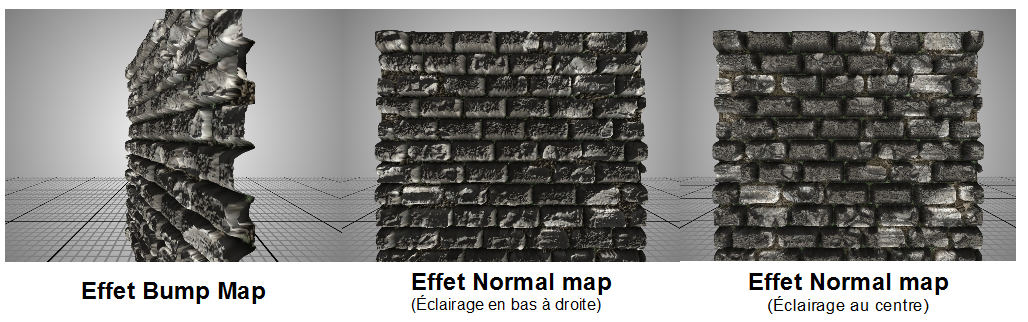 Effet Bump Map
Effet Normal map
(Éclairage en bas à droite)
Effet Normal map
(Éclairage au centre)